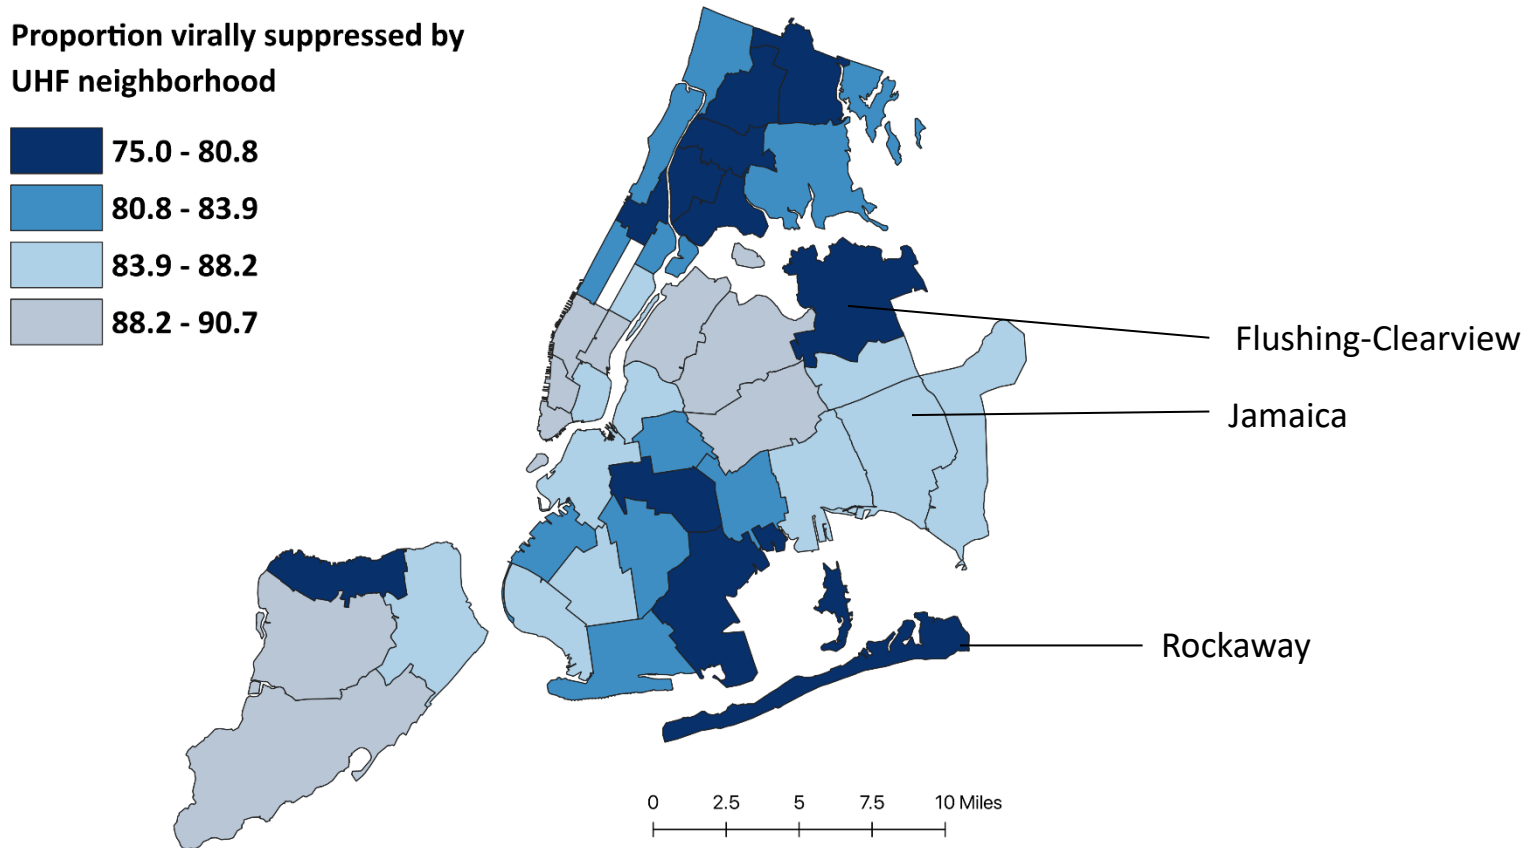 Proportion virally suppressed by
UHF neighborhood
75.0 - 80.8
80.8 - 83.9
83.9 - 88.2
88.2 - 90.7
Flushing-Clearview
Jamaica
Rockaway
0 2.5 5 7.5 10 Miles